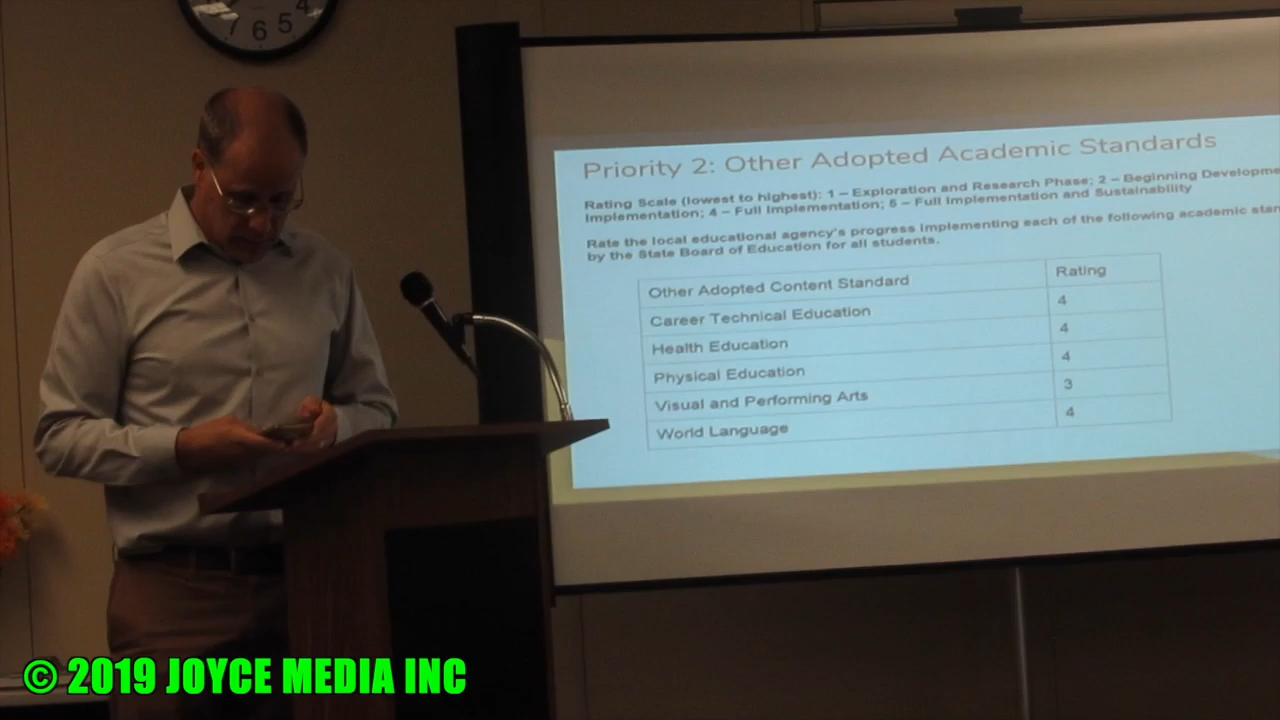 4
5
6
7
Priority 2: Other Adopted Academic Standards
Rating Scale (lowest to highest): 1 – Exploration and Research Phase; 2 – Beginning Developme
Implementation; 4 – Full Implementation; 5 – Full Implementation and Sustainability
Rate the local educational agency's progress implementing each of the following academic stan
by the State Board of Education for all students.
Other Adopted Content Standard Rating
Career Technical Education 4
Health Education 4
Physical Education 4
Visual and Performing Arts 3
World Language 4
© 2019 JOYCE MEDIA INC